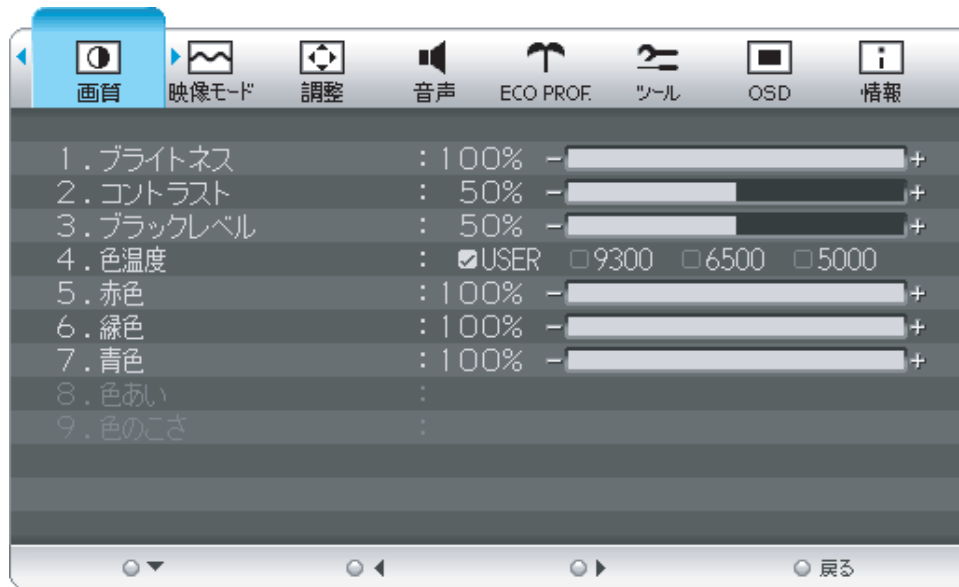 画質 映像モード 調整 音声 ECO PROF. ツール OSD 情報
1.ブライトネス : 100% − +
2.コントラスト : 50% − +
3.ブラックレベル : 50% − +
4.色温度 : USER 9300 6500 5000
5.赤色 : 100% − +
6.緑色 : 100% − +
7.青色 : 100% − +
8.色あい :
9.色のこさ :
戻る